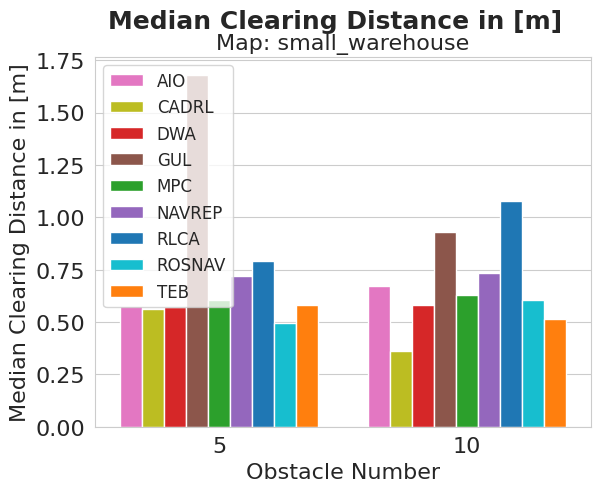 Median Clearing Distance in [m]
Map: small_warehouse
Median Clearing Distance in [m]
1.75
1.50
1.25
1.00
0.75
0.50
0.25
0.00
AIO
CADRL
DWA
GUL
MPC
NAVREP
RLCA
ROSNAV
TEB
5
10
Obstacle Number